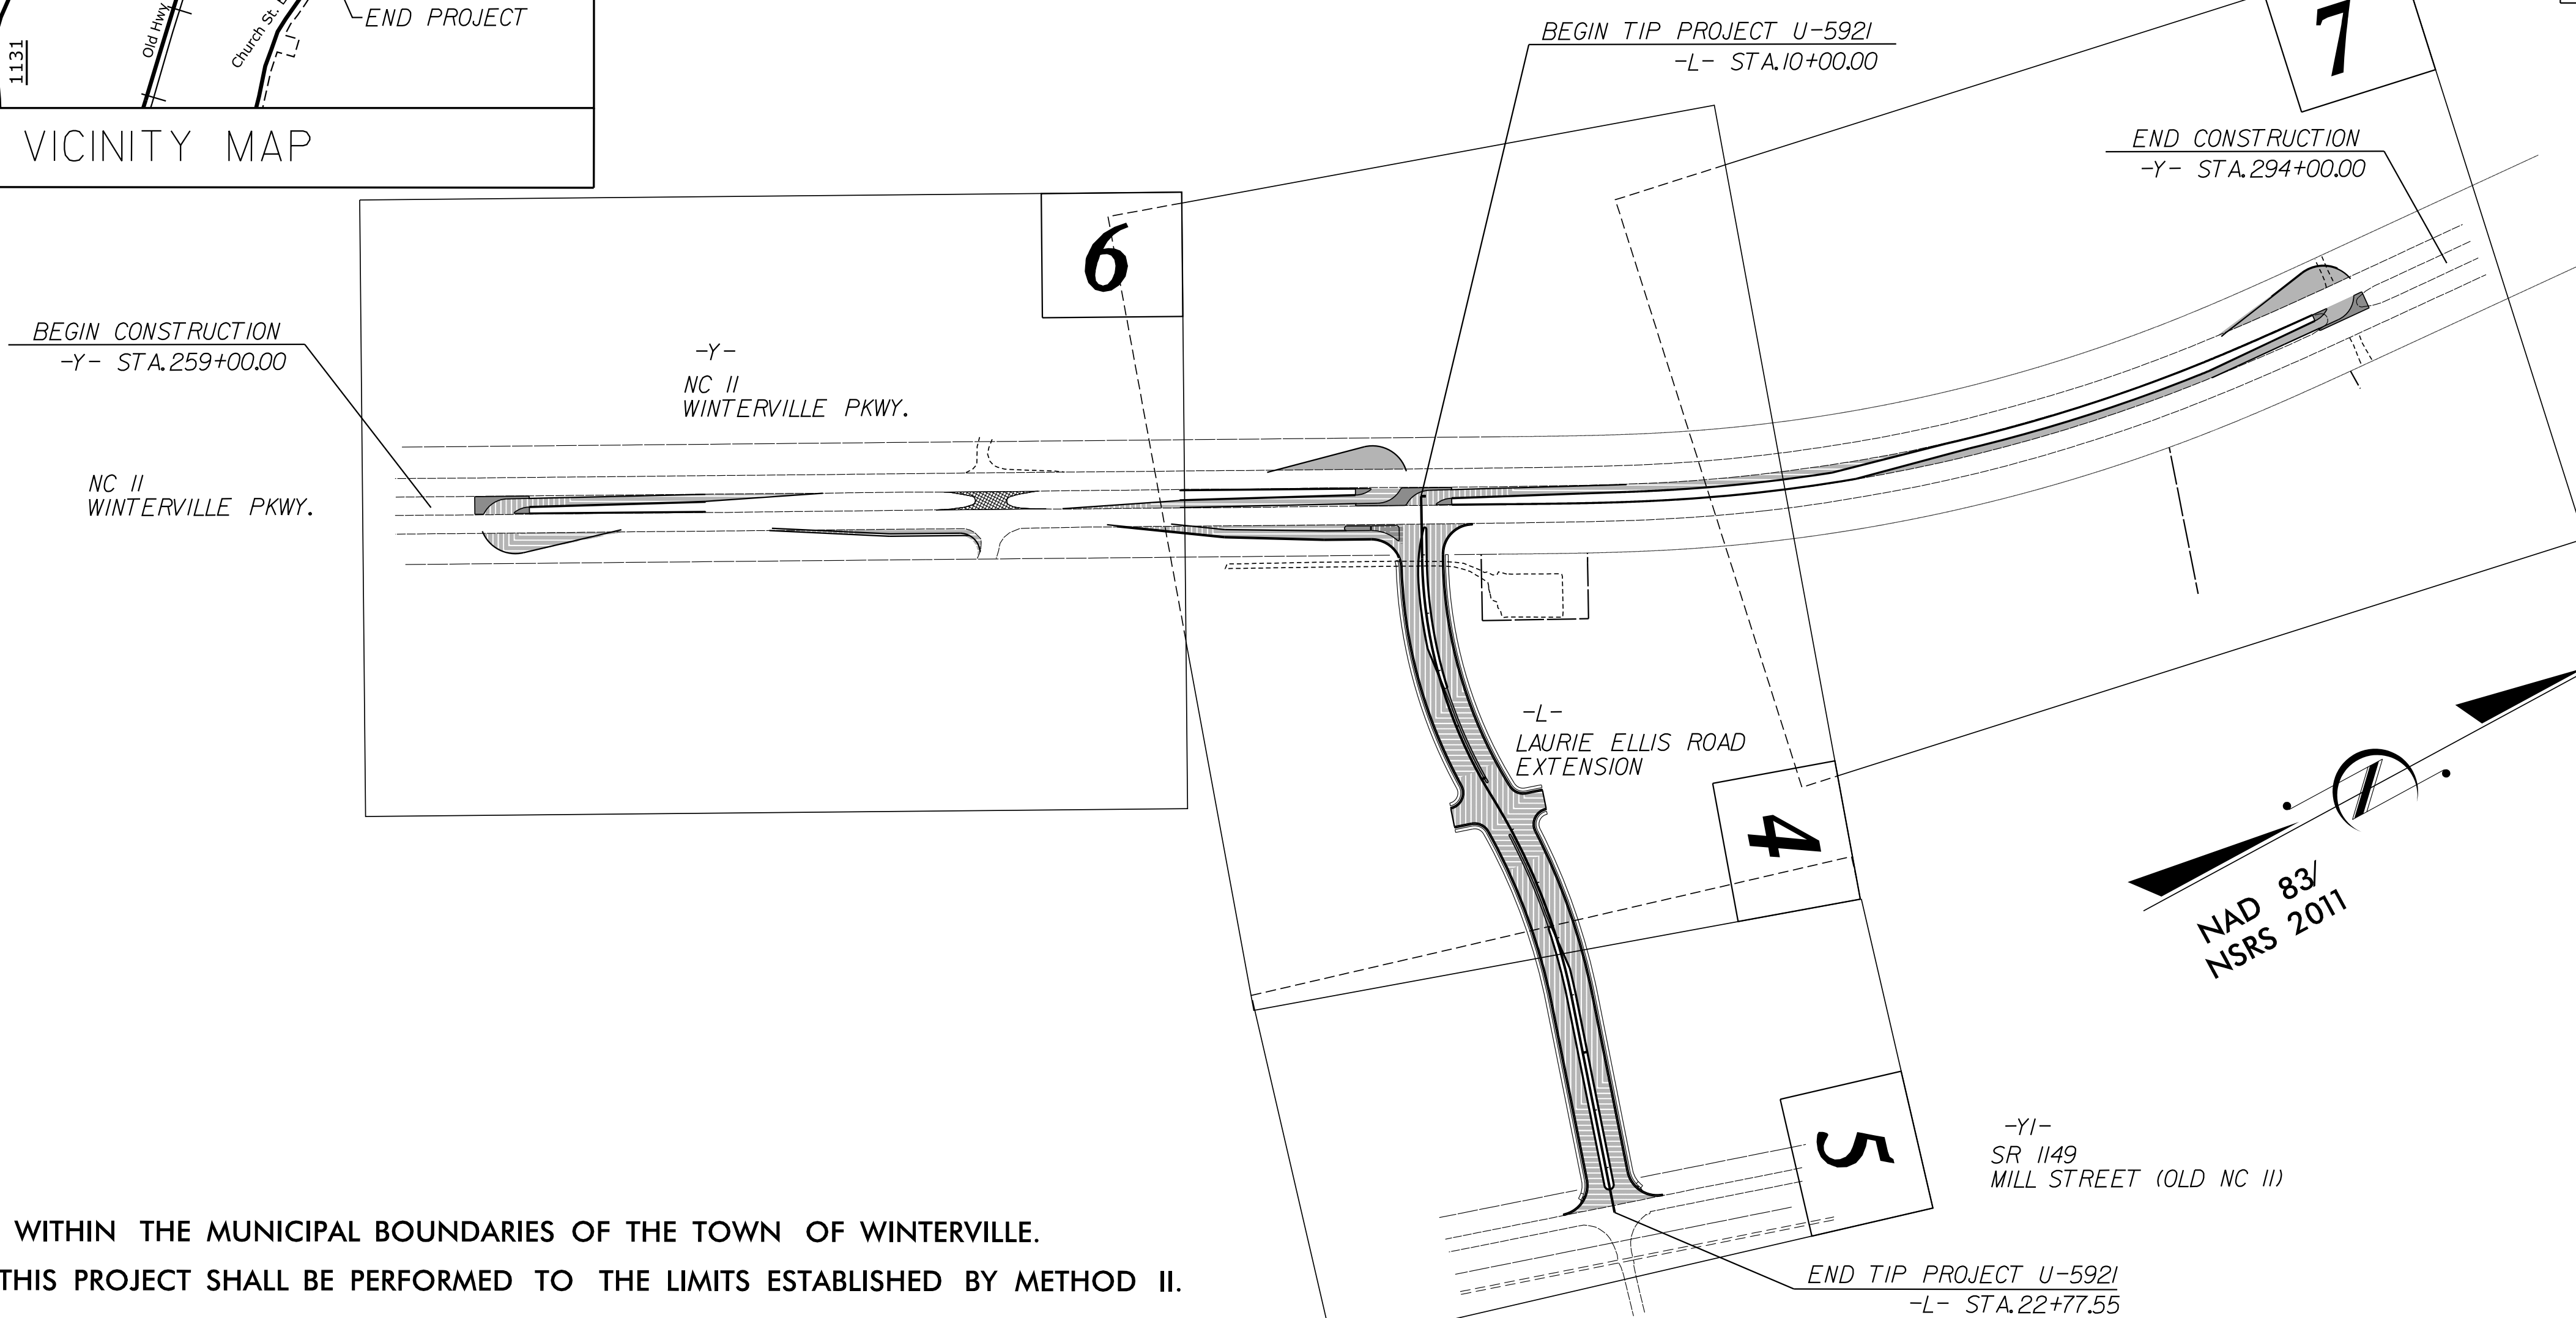 1131
Old Hwy
Church St.
END PROJECT
VICINITY MAP
BEGIN TIP PROJECT U-5921
-L- STA.10+00.00
7
END CONSTRUCTION
-Y- STA.294+00.00
6
BEGIN CONSTRUCTION
-Y- STA.259+00.00
-Y-
NC 11
WINTERVILLE PKWY.
NC 11
WINTERVILLE PKWY.
-L-
LAURIE ELLIS ROAD
EXTENSION
4
NAD 83/
NSRS 2011
5
-Y1-
SR 1149
MILL STREET (OLD NC 11)
WITHIN THE MUNICIPAL BOUNDARIES OF THE TOWN OF WINTERVILLE.
THIS PROJECT SHALL BE PERFORMED TO THE LIMITS ESTABLISHED BY METHOD II.
END TIP PROJECT U-5921
-L- STA.22+77.55